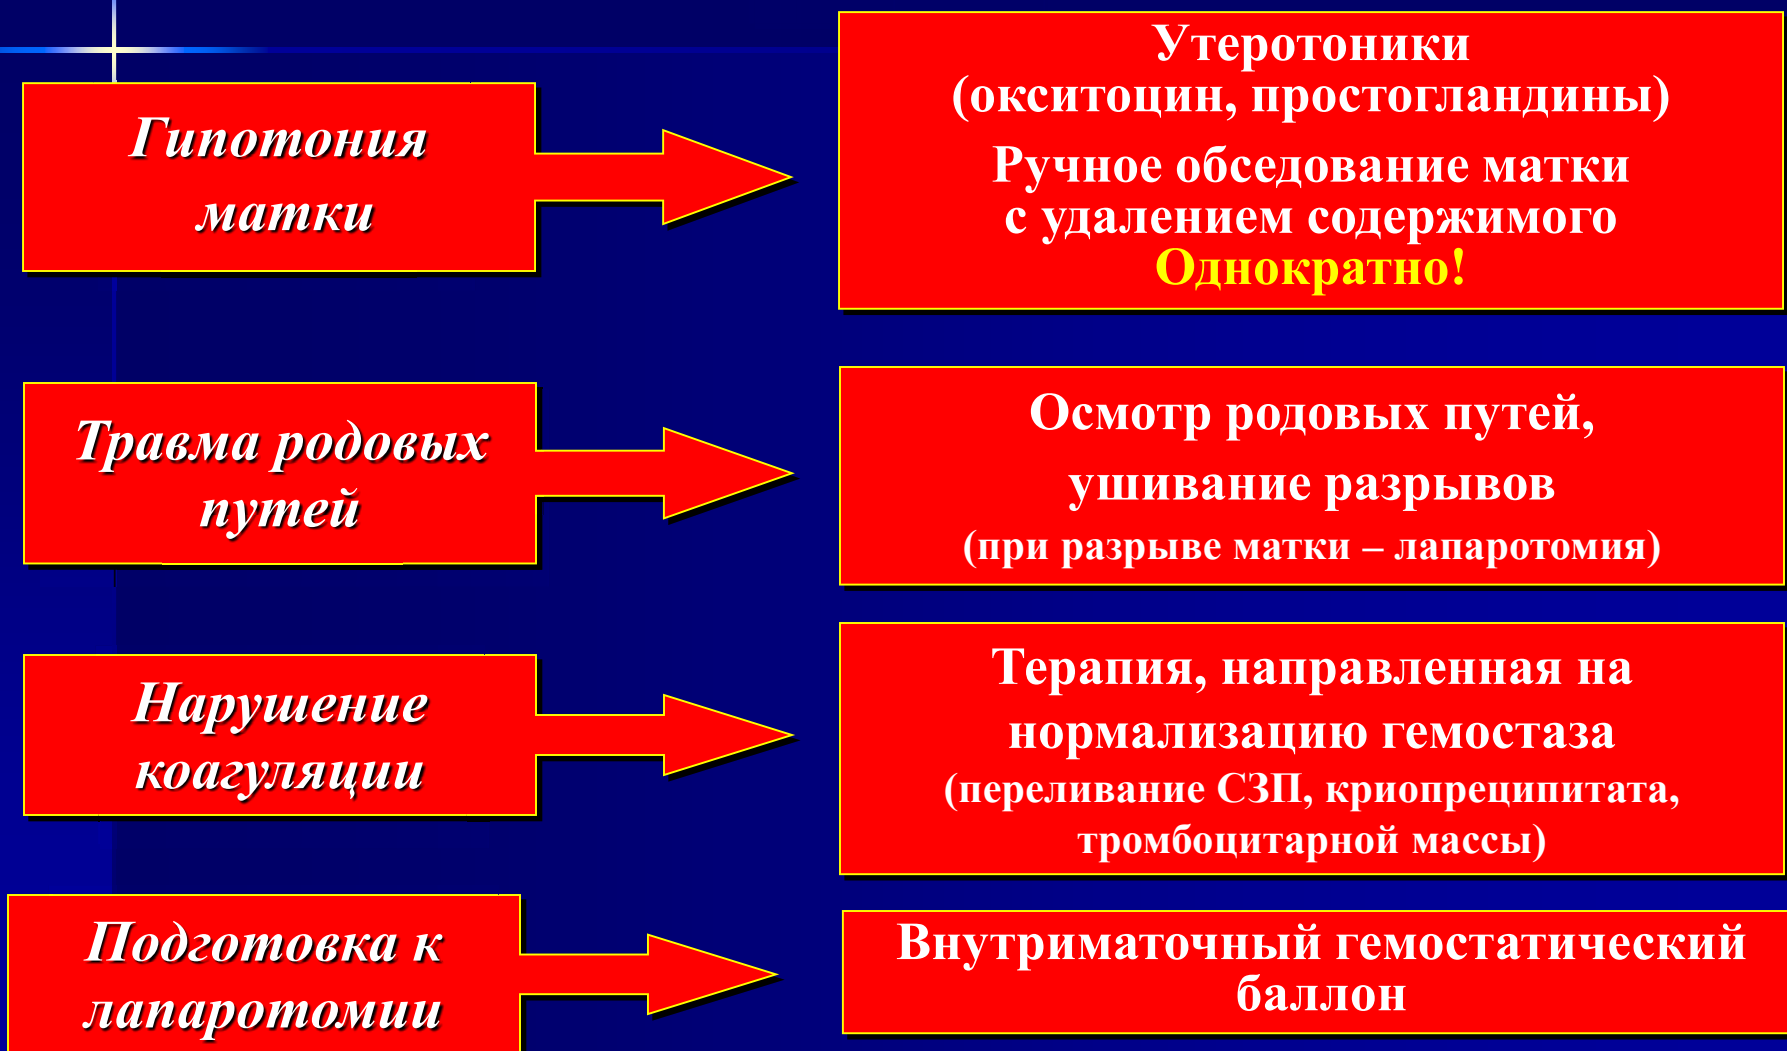 Гипотония
матки
Утеротоники
(окситоцин, простогландины)
Ручное обседование матки
с удалением содержимого
Однократно!
Травма родовых
путей
Осмотр родовых путей,
ушивание разрывов
(при разрыве матки – лапаротомия)
Нарушение
коагуляции
Терапия, направленная на
нормализацию гемостаза
(переливание СЗП, криопреципитата,
тромбоцитарной массы)
Подготовка к
лапаротомии
Внутриматочный гемостатический
баллон